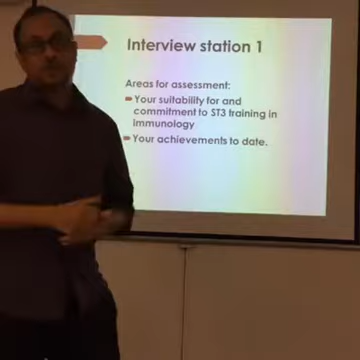 Interview station 1
Areas for assessment:
Your suitability for and
commitment to ST3 training in
Immunology
Your achievements to date.